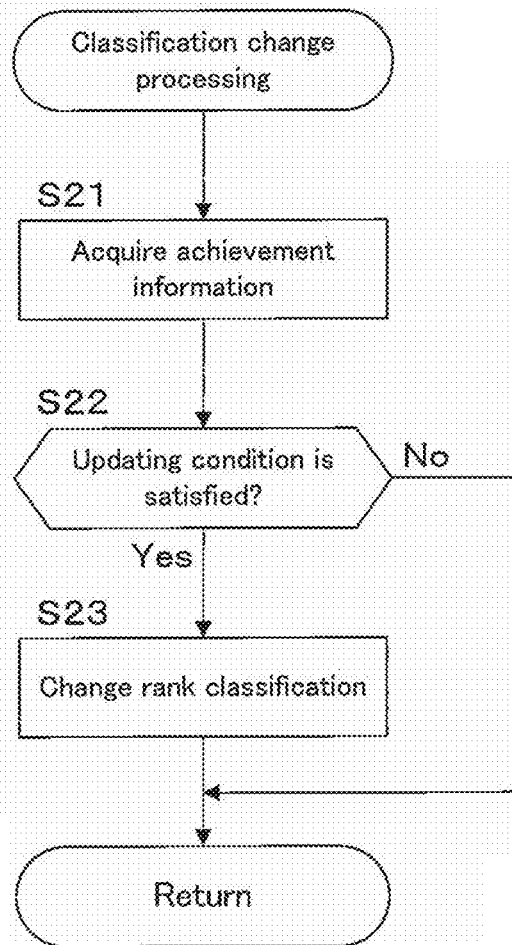 Classification change
processing
S21
Acquire achievement
information
S22
Updating condition is
satisfied?
No
Yes
S23
Change rank classification
Return